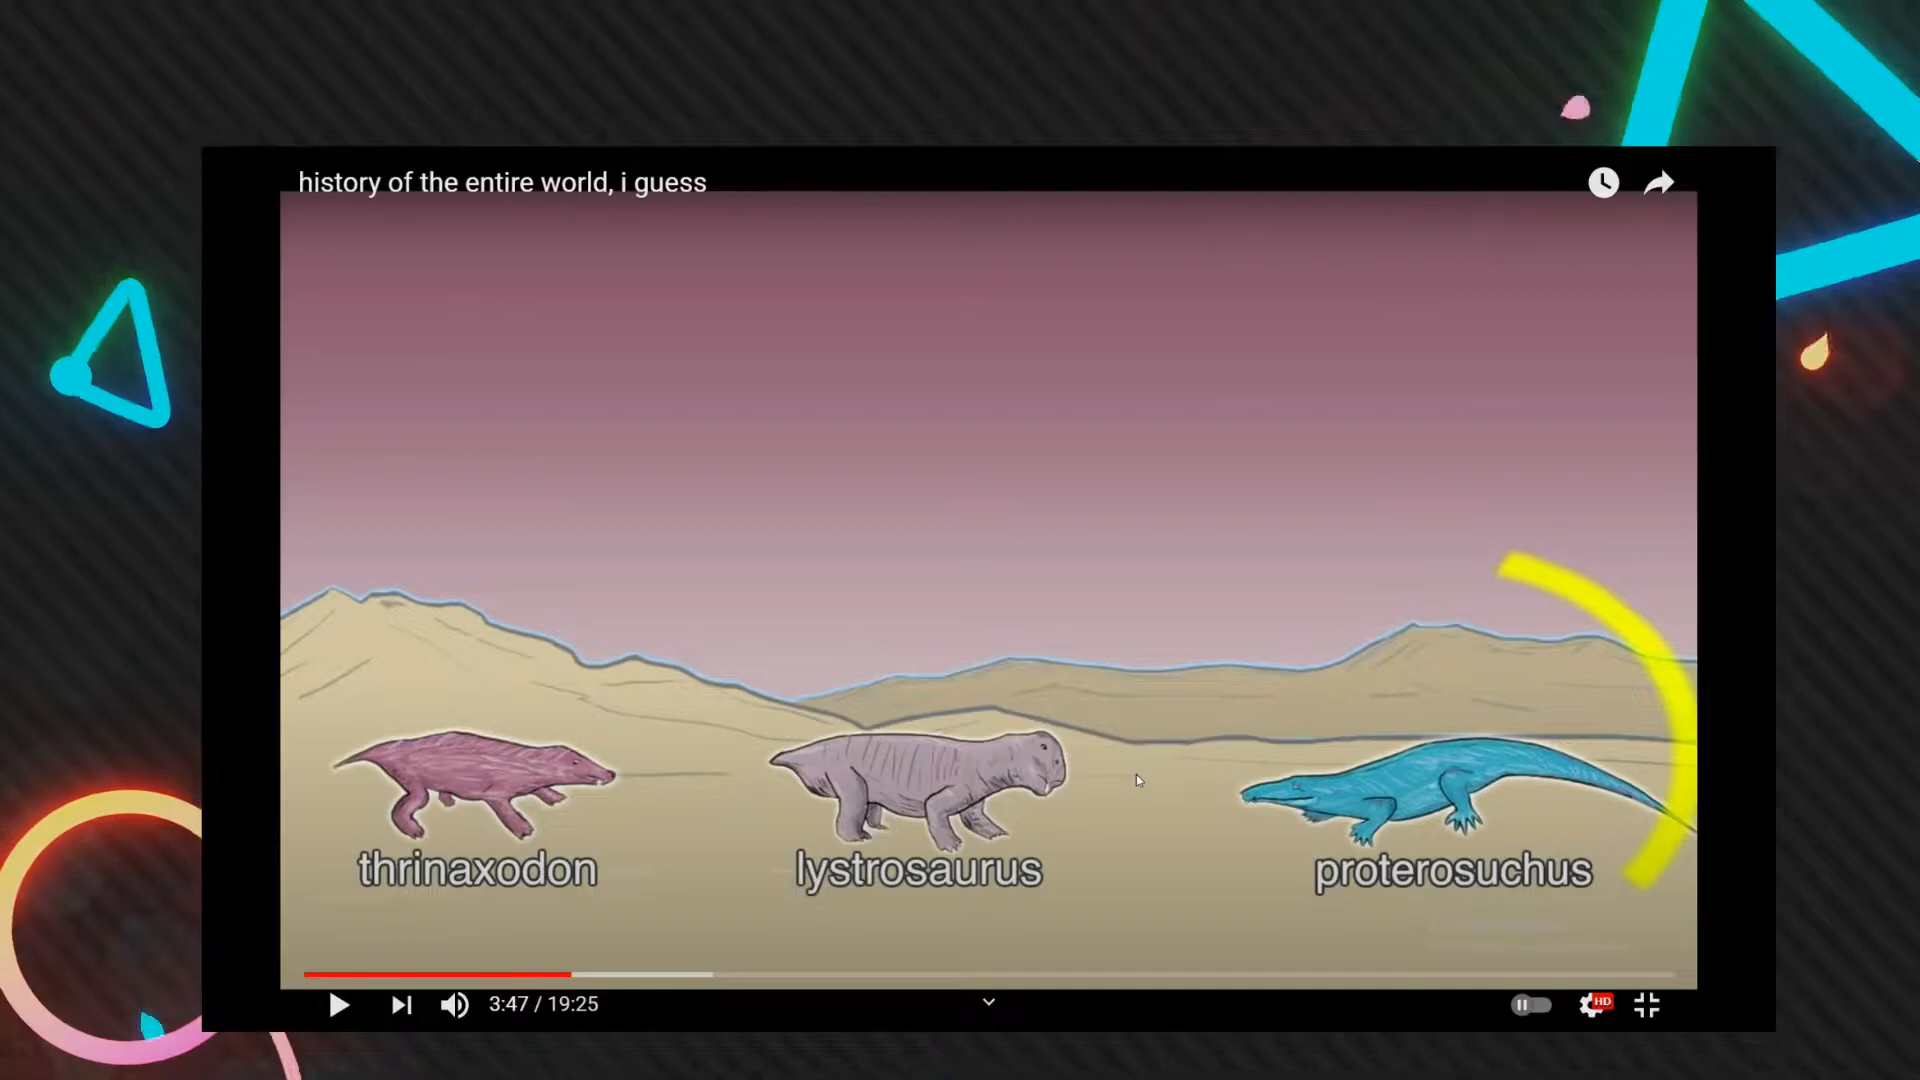 history of the entire world, i guess
thrinaxodon
lystrosaurus
proterosuchus
3:47 / 19:25
HD